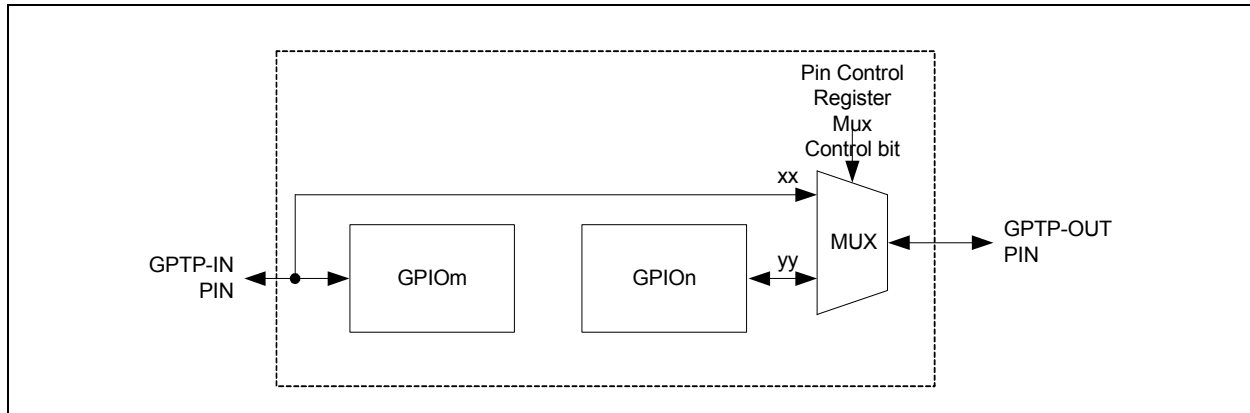 Pin Control
Register
Mux
Control bit
xx
GPTP-IN
PIN
GPIOm
GPIOn
yy
MUX
GPTP-OUT
PIN